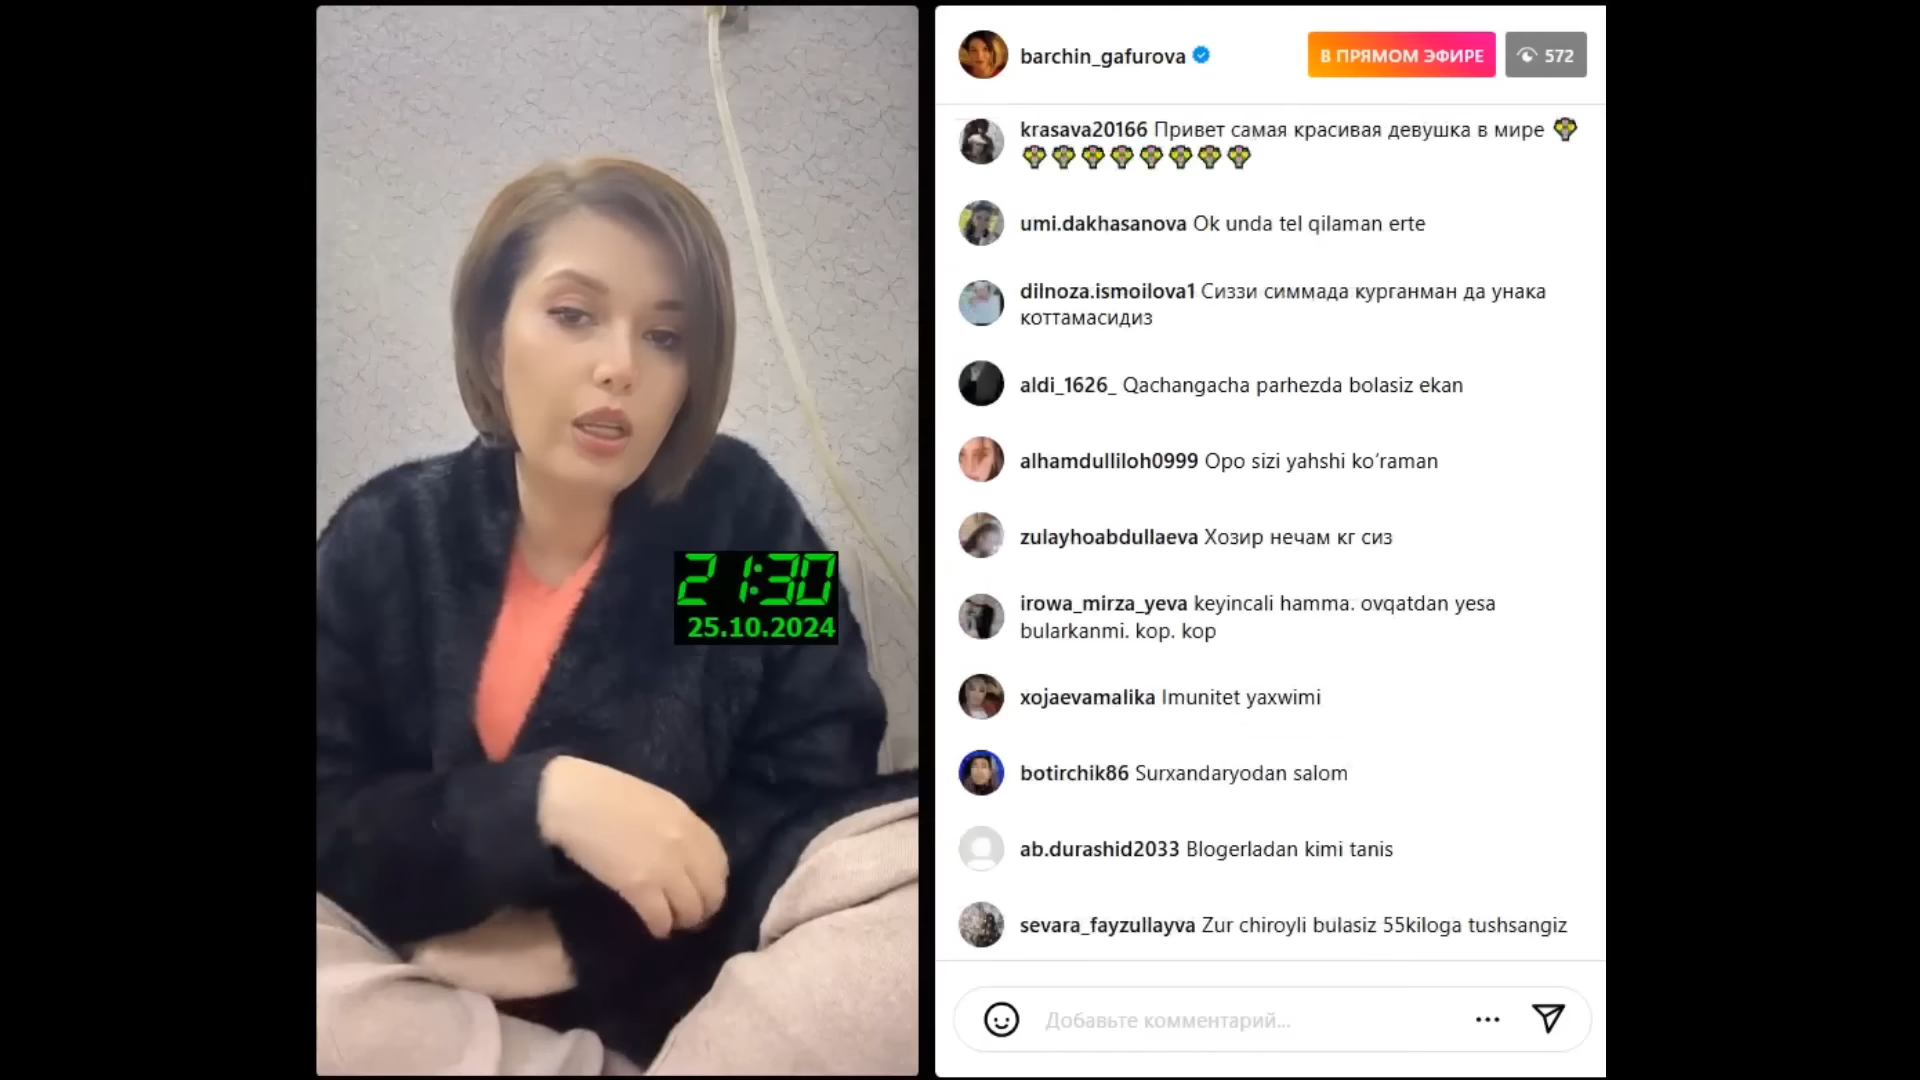 21:30
25.10.2024
barchin_gafurova
В ПРЯМОМ ЭФИРЕ
572
krasava20166 Привет самая красивая девушка в мире 💐
💐💐💐💐💐💐💐💐
umi.dakhasanova Ok unda tel qilaman erte
dilnoza.ismoilova1 Сиззи симмада курганман да унака
коттамасидиз
aldi_1626_ Qachangacha parhezda bolasiz ekan
alhamdulliloh0999 Opo sizi yahshi koʻraman
zulayhoabdullaeva Хозир нечам кг сиз
irowa_mirza_yeva keyincali hamma. ovqatdan yesa
bularkanmi. kop. kop
xojaevamalika Imunitet yaxwimi
botirchik86 Surxandaryodan salom
ab.durashid2033 Blogerladan kimi tanis
sevara_fayzullayva Zur chiroyli bulasiz 55kiloga tushsangiz
Добавьте комментарий...